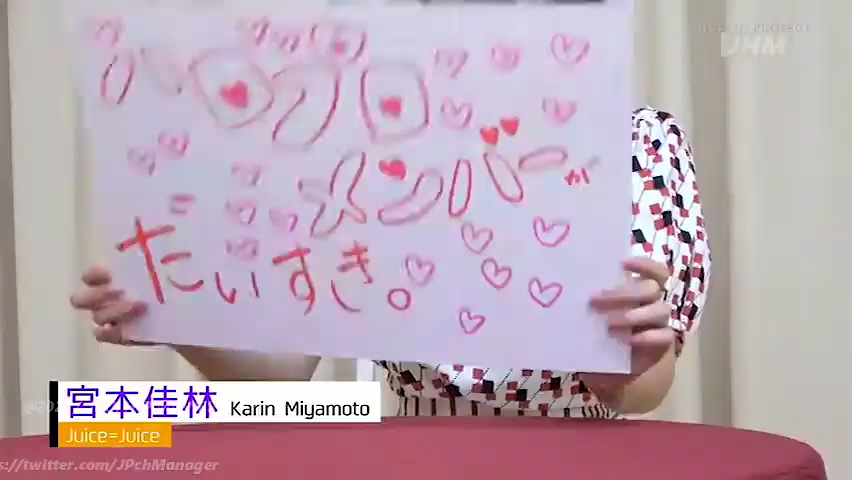 ハロプロ
メンバーが
だいすき。
宮本佳林 Karin Miyamoto
Juice=Juice
s://twitter.com/JPchManager